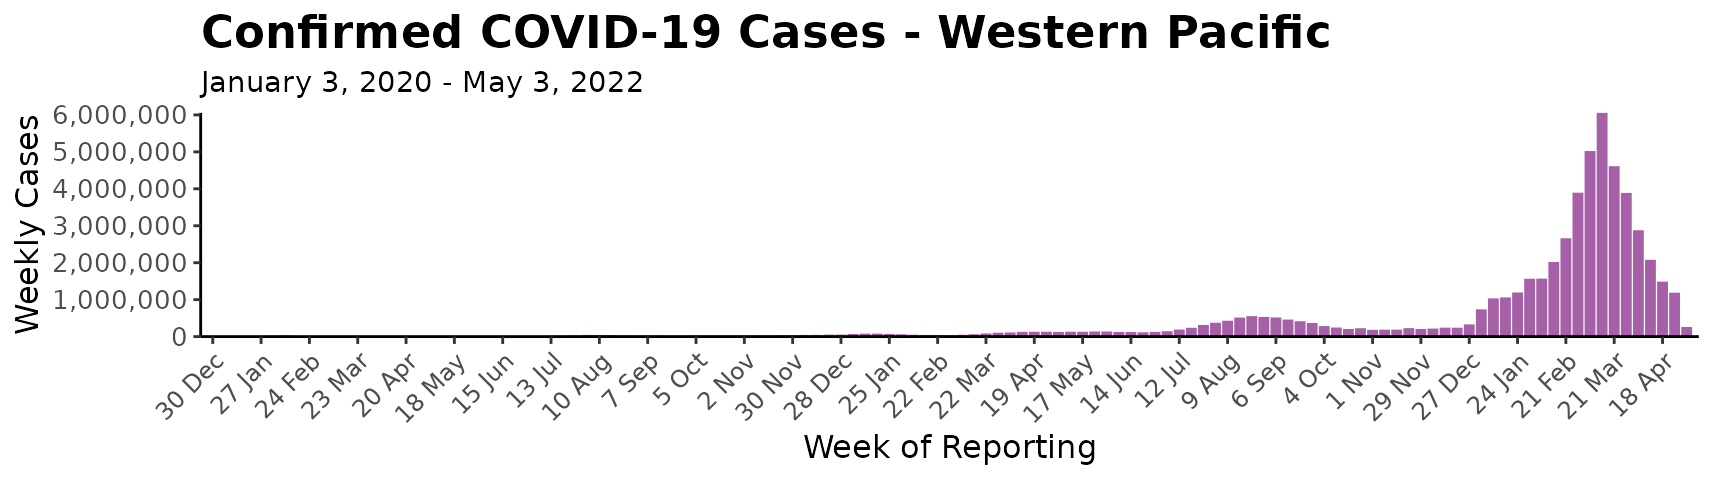 Confirmed COVID-19 Cases - Western Pacific
January 3, 2020 - May 3, 2022
Weekly Cases
6,000,000
5,000,000
4,000,000
3,000,000
2,000,000
1,000,000
0
30 Dec
27 Jan
24 Feb
23 Mar
20 Apr
18 May
15 Jun
13 Jul
10 Aug
7 Sep
5 Oct
2 Nov
30 Nov
28 Dec
25 Jan
22 Feb
22 Mar
19 Apr
17 May
14 Jun
12 Jul
9 Aug
6 Sep
4 Oct
1 Nov
29 Nov
27 Dec
24 Jan
21 Feb
21 Mar
18 Apr
Week of Reporting